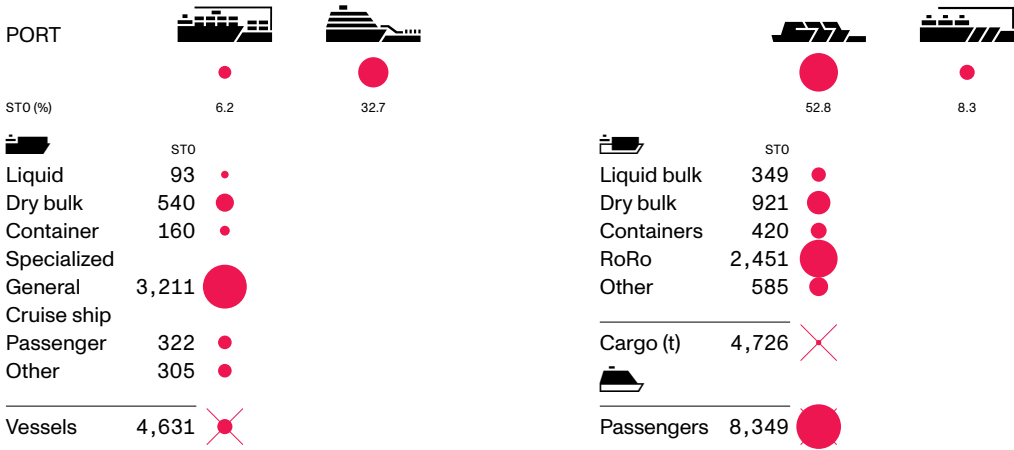 PORT
STO (%) 6.2 32.7 52.8 8.3
STO
Liquid 93
Dry bulk 540
Container 160
Specialized
General 3,211
Cruise ship
Passenger 322
Other 305
Vessels 4,631
STO
Liquid bulk 349
Dry bulk 921
Containers 420
RoRo 2,451
Other 585
Cargo (t) 4,726
Passengers 8,349